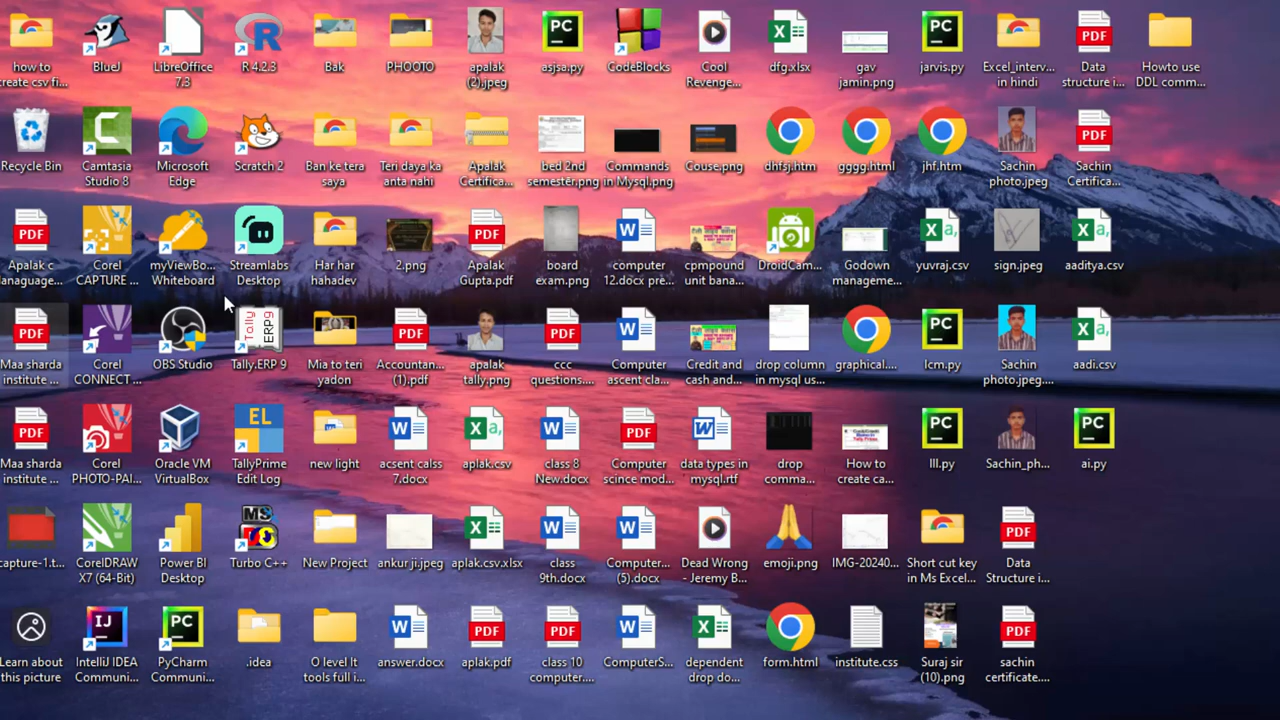 how to
create csv fi...
BlueJ
LibreOffice
7.3
R 4.2.3
Bak
PHOOTO
apalak
(2).jpeg
asjsa.py
CodeBlocks
Cool
Revenge...
dfg.xlsx
gav
jamin.png
jarvis.py
Excel_interv...
in hindi
Data
structure i...
Howto use
DDL comm...
Recycle Bin
Camtasia
Studio 8
Microsoft
Edge
Scratch 2
Ban ke tera
saya
Teri daya ka
anta nahi
Apalak
Certifica...
bed 2nd
semester.png
Commands
in Mysql.png
Couse.png
dhfsj.htm
gggg.html
jhf.htm
Sachin
photo.jpeg
Sachin
Certifica...
Apalak c
anaguage...
Corel
CAPTURE ...
myViewBo...
Whiteboard
Streamlabs
Desktop
Har har
hahadev
2.png
Apalak
Gupta.pdf
board
exam.png
computer
12.docx pre...
cpmpound
unit bana...
DroidCam...
Godown
manageme...
yuvraj.csv
sign.jpeg
aaditya.csv
Maa sharda
institute ...
Corel
CONNECT ...
OBS Studio
Tally.ERP 9
Mia to teri
yadon
Accountan...
(1).pdf
apalak
tally.png
ccc
questions....
Computer
ascent cla...
Credit and
cash and...
drop column
in mysql us...
graphical....
lcm.py
Sachin
photo.jpeg....
aadi.csv
Maa sharda
institute ...
Corel
PHOTO-PAI...
Oracle VM
VirtualBox
TallyPrime
Edit Log
new light
acsent calss
7.docx
aplak.csv
class 8
New.docx
Computer
scince mod...
data types in
mysql.rtf
drop
comma...
How to
create ca...
lll.py
Sachin_ph...
ai.py
capture-1.t...
CorelDRAW
X7 (64-Bit)
Power BI
Desktop
Turbo C++
New Project
ankur ji.jpeg
aplak.csv.xlsx
class
9th.docx
Computer...
(5).docx
Dead Wrong
- Jeremy B...
emoji.png
IMG-20240...
Short cut key
in Ms Excel...
Data
Structure i...
Learn about
this picture
IntelliJ IDEA
Communi...
PyCharm
Communi...
.idea
O level It
tools full i...
answer.docx
aplak.pdf
class 10
computer....
ComputerS...
dependent
drop do...
form.html
institute.css
Suraj sir
(10).png
sachin
certificate....